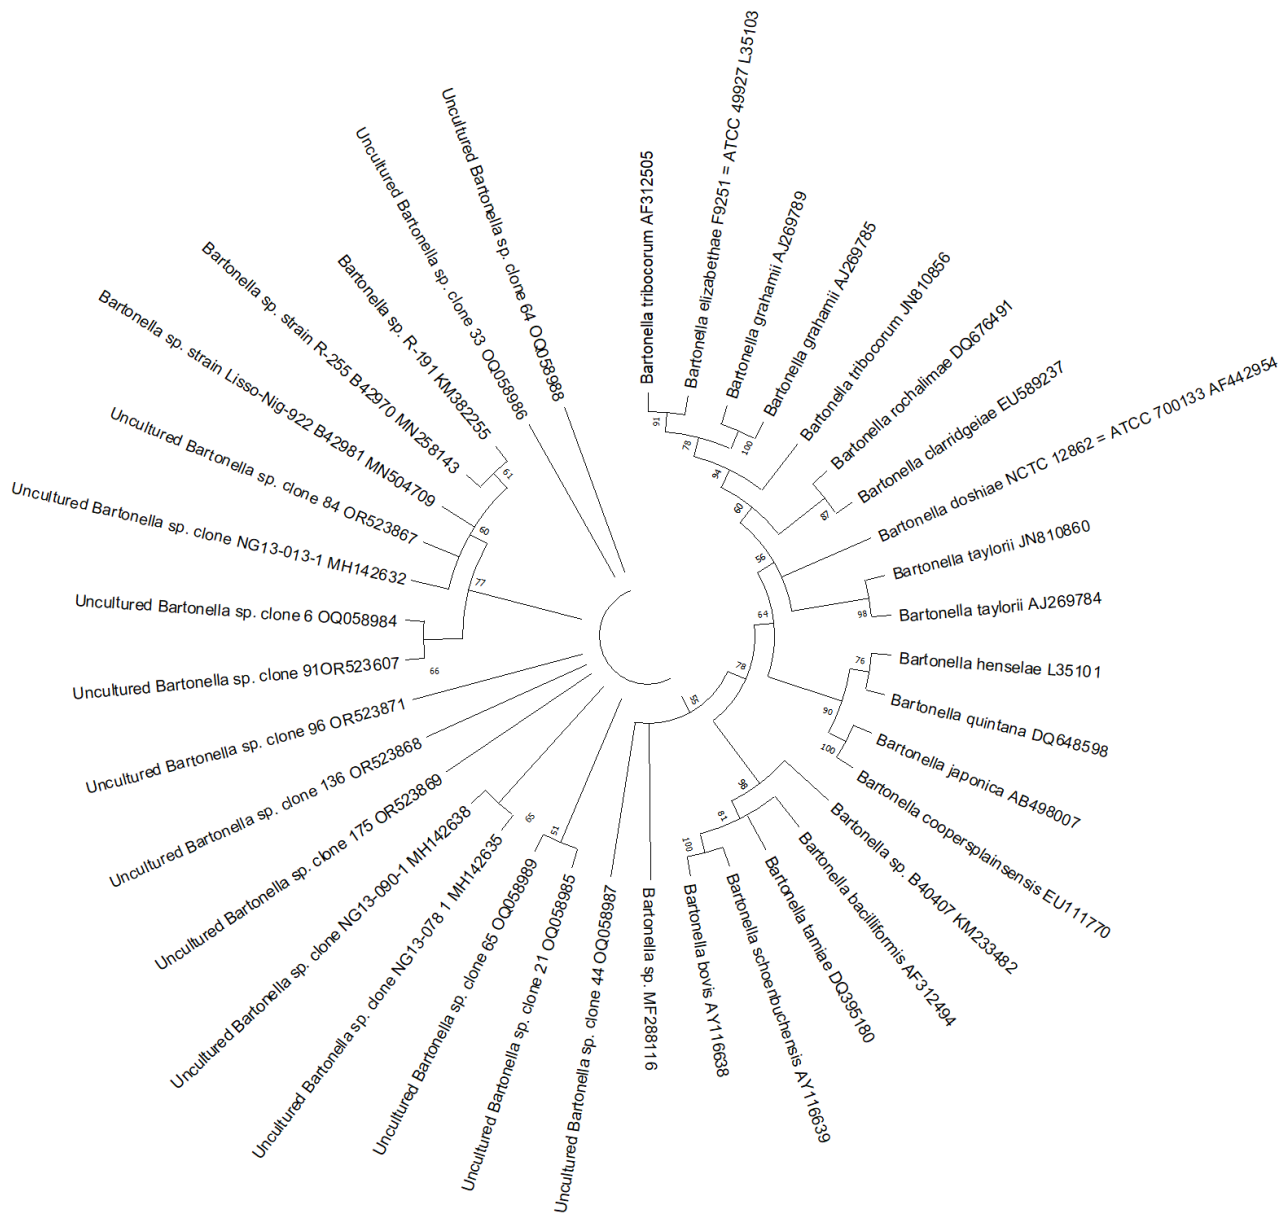 Bartonella tribocorum AF312505
Bartonella elizabethae F9251 = ATCC 49927 L35103
Bartonella grahamii AJ269789
Bartonella grahamii AJ269785
Bartonella tribocorum JN810856
Bartonella rochalimae DQ676491
Bartonella clarridgeiae EU589237
Bartonella doshiae NCTC 12862 = ATCC 700133 AF442954
Bartonella taylorii JN810860
Bartonella taylorii AJ269784
Bartonella henselae L35101
Bartonella quintana DQ648598
Bartonella japonica AB498007
Bartonella coopersplainsensis EU111770
Bartonella sp. B40407 KM233482
Bartonella bacilliformis AF312494
Bartonella tamiae DQ395180
Bartonella schoenbuchensis AY116639
Bartonella bovis AY116638
Bartonella sp. MF288116
Uncultured Bartonella sp. clone 44 OQ058987
Uncultured Bartonella sp. clone 21 OQ058985
Uncultured Bartonella sp. clone 65 OQ058989
Uncultured Bartonella sp. clone NG13-078 1 MH142635
Uncultured Bartonella sp. clone NG13-090-1 MH142638
Uncultured Bartonella sp. clone 175 OR523869
Uncultured Bartonella sp. clone 136 OR523868
Uncultured Bartonella sp. clone 96 OR523871
Uncultured Bartonella sp. clone 91OR523607
Uncultured Bartonella sp. clone 6 OQ058984
Uncultured Bartonella sp. clone NG13-013-1 MH142632
Uncultured Bartonella sp. clone 84 OR523867
Bartonella sp. strain Lisso-Nig-922 B42981 MN504709
Bartonella sp. strain R-255 B42970 MN258143
Bartonella sp. R-191 KM382255
Uncultured Bartonella sp. clone 33 OQ058986
Uncultured Bartonella sp. clone 64 OQ058988
91
78
100
94
60
87
56
98
64
76
90
100
78
55
98
81
100
51
65
66
77
60
61